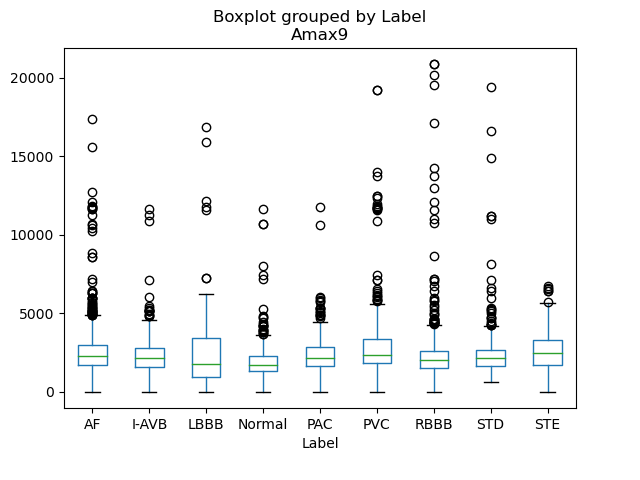 Boxplot grouped by Label
Amax9
20000
15000
10000
5000
0
AF I-AVB LBBB Normal PAC PVC RBBB STD STE
Label